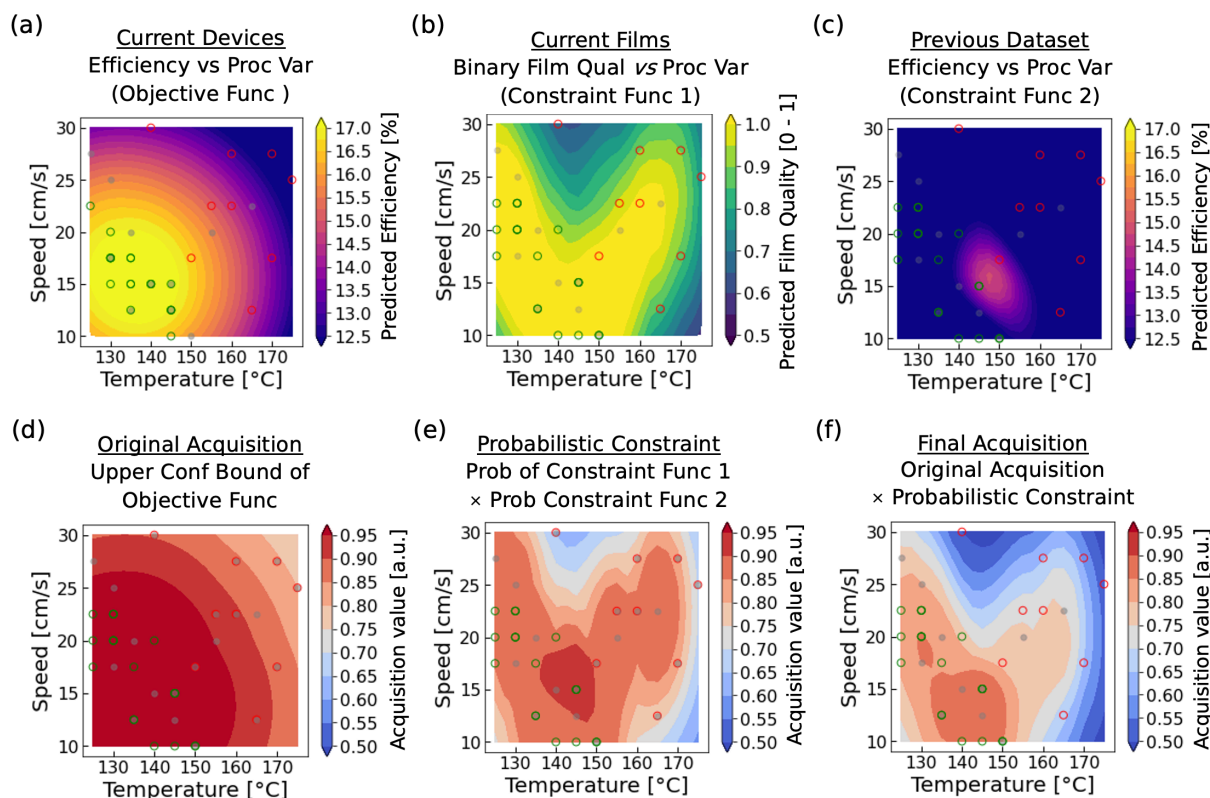 (a)
Current Devices
Efficiency vs Proc Var
(Objective Func )
30
25
20
15
10
Speed [cm/s]
130 140 150 160 170
Temperature [°C]
17.0
16.5
16.0
15.5
15.0
14.5
14.0
13.5
13.0
12.5
Predicted Efficiency [%]
(b)
Current Films
Binary Film Qual vs Proc Var
(Constraint Func 1)
30
25
20
15
10
Speed [cm/s]
130 140 150 160 170
Temperature [°C]
1.0
0.9
0.8
0.7
0.6
0.5
Predicted Film Quality [0 - 1]
(c)
Previous Dataset
Efficiency vs Proc Var
(Constraint Func 2)
30
25
20
15
10
Speed [cm/s]
130 140 150 160 170
Temperature [°C]
17.0
16.5
16.0
15.5
15.0
14.5
14.0
13.5
13.0
12.5
Predicted Efficiency [%]
(d)
Original Acquisition
Upper Conf Bound of
Objective Func
30
25
20
15
10
Speed [cm/s]
130 140 150 160 170
Temperature [°C]
0.95
0.90
0.85
0.80
0.75
0.70
0.65
0.60
0.55
0.50
Acquisition value [a.u.]
(e)
Probabilistic Constraint
Prob of Constraint Func 1
× Prob Constraint Func 2
30
25
20
15
10
Speed [cm/s]
130 140 150 160 170
Temperature [°C]
0.95
0.90
0.85
0.80
0.75
0.70
0.65
0.60
0.55
0.50
Acquisition value [a.u.]
(f)
Final Acquisition
Original Acquisition
× Probabilistic Constraint
30
25
20
15
10
Speed [cm/s]
130 140 150 160 170
Temperature [°C]
0.95
0.90
0.85
0.80
0.75
0.70
0.65
0.60
0.55
0.50
Acquisition value [a.u.]